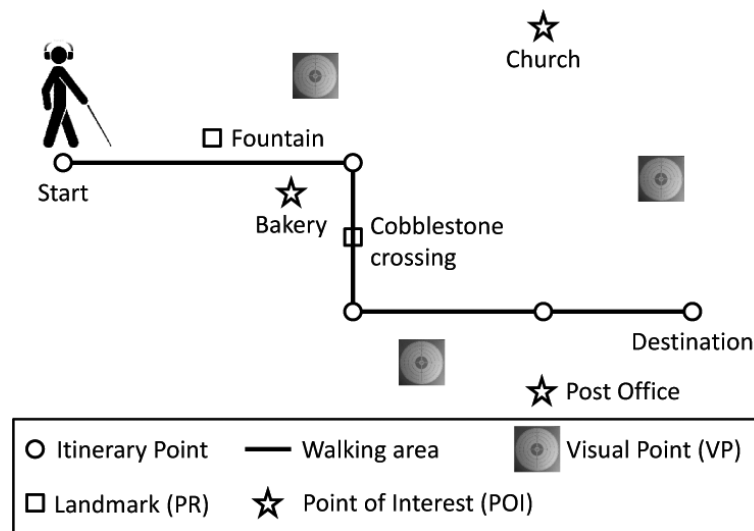 Church
Fountain
Start
Bakery
Cobblestone
crossing
Destination
Post Office
Itinerary Point
Walking area
Visual Point (VP)
Landmark (PR)
Point of Interest (POI)